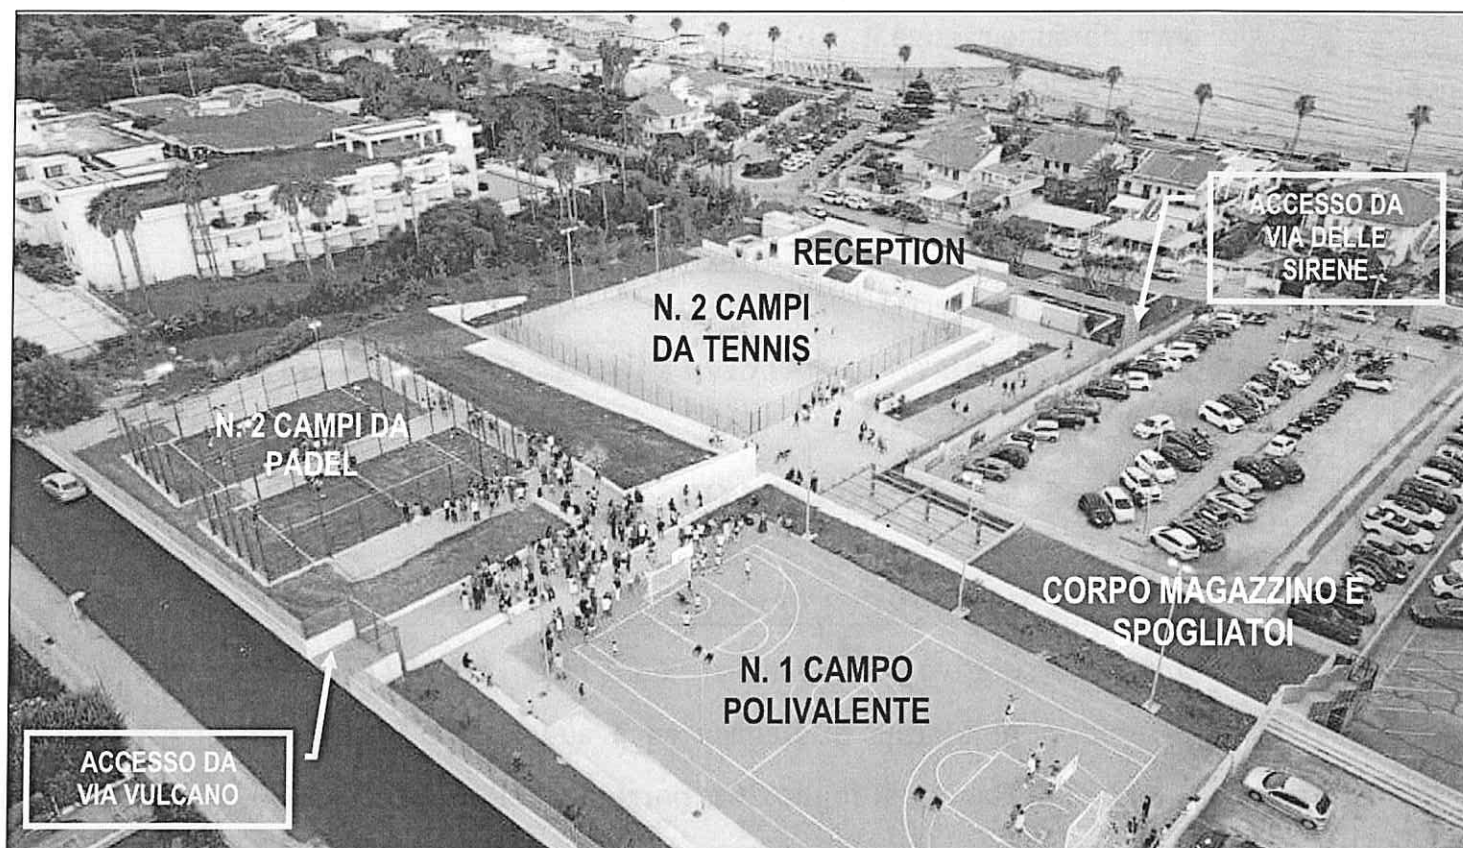 ACCESSO DA
VIA DELLE
SIRENE
RECEPTION
N. 2 CAMPI
DA TENNIS
N. 2 CAMPI DA
PADEL
CORPO MAGAZZINO E
SPOGLIATOI
N. 1 CAMPO
POLIVALENTE
ACCESSO DA
VIA VULCANO